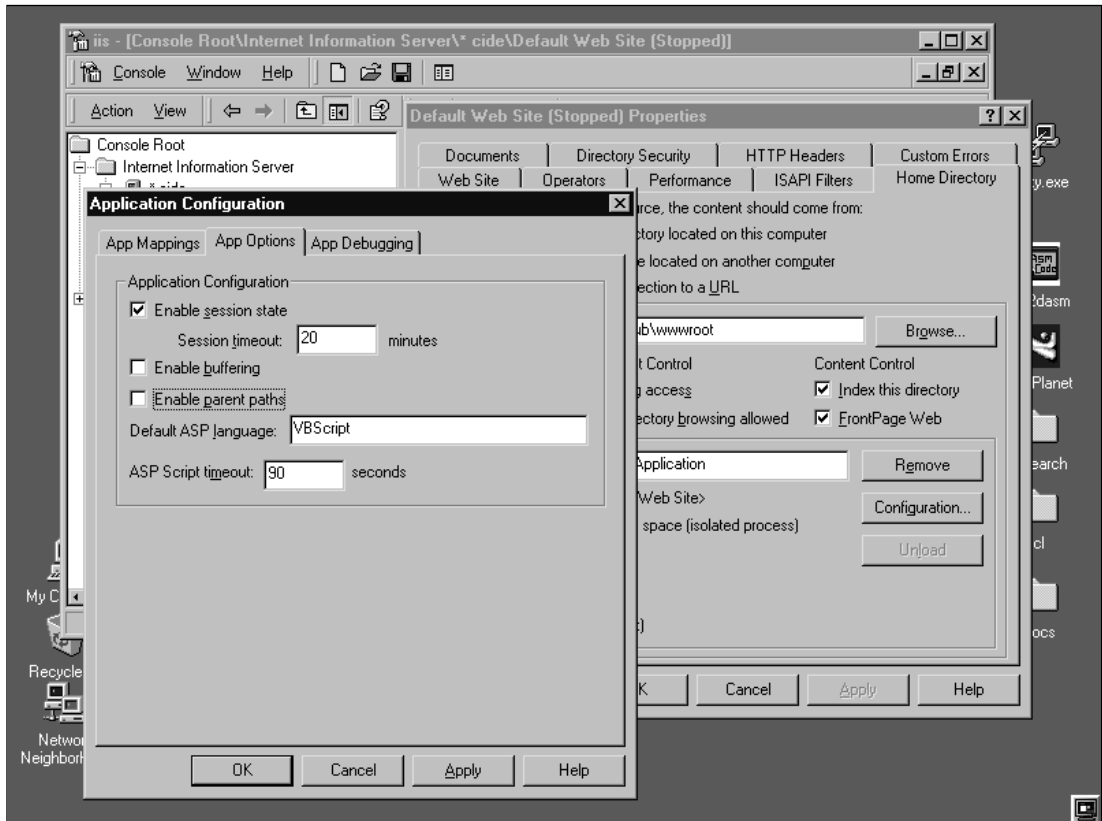 iis - [Console Root\Internet Information Server\* cide\Default Web Site (Stopped)]
Console Window Help
Action View
Console Root
Internet Information Server
* cide
Default Web Site (Stopped) Properties
Documents Directory Security HTTP Headers Custom Errors
Web Site Operators Performance ISAPI Filters Home Directory
rce, the content should come from:
ctory located on this computer
e located on another computer
ection to a URL
ub\wwwroot Browse...
t Control Content Control
g access Index this directory
ectory browsing allowed FrontPage Web
Application Remove
Web Site> Configuration...
space (isolated process)
Unload
:)
K Cancel Apply Help
Application Configuration
App Mappings App Options App Debugging
Application Configuration
Enable session state
Session timeout: 20 minutes
Enable buffering
Enable parent paths
Default ASP language: VBScript
ASP Script timeout: 90 seconds
OK Cancel Apply Help
My C
Recycle
Networ
Neighborh
y.exe
Asm
Code
2dasm
Planet
earch
cl
ocs